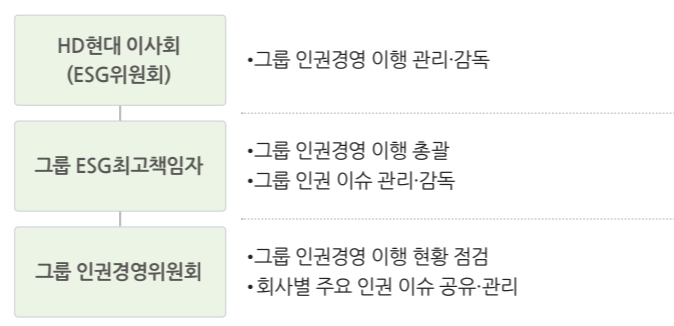 HD현대 이사회
(ESG위원회)
•그룹 인권경영 이행 관리·감독
그룹 ESG최고책임자
•그룹 인권경영 이행 총괄
•그룹 인권 이슈 관리·감독
그룹 인권경영위원회
•그룹 인권경영 이행 현황 점검
•회사별 주요 인권 이슈 공유·관리